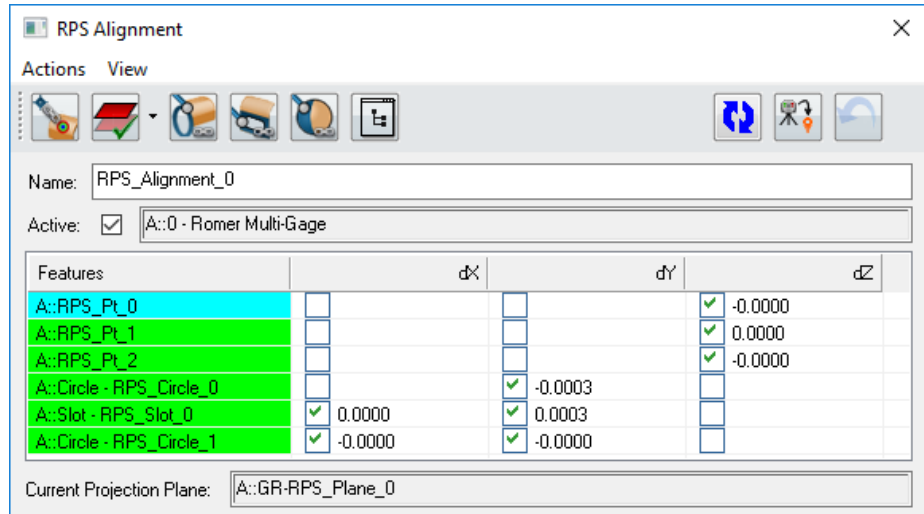 RPS Alignment
Actions View
Name: RPS_Alignment_0
Active: A::0 - Romer Multi-Gage
Features dX dY dZ
A::RPS_Pt_0 -0.0000
A::RPS_Pt_1 0.0000
A::RPS_Pt_2 -0.0000
A::Circle - RPS_Circle_0 -0.0003
A::Slot - RPS_Slot_0 0.0000 0.0003
A::Circle - RPS_Circle_1 -0.0000 -0.0000
Current Projection Plane: A::GR-RPS_Plane_0